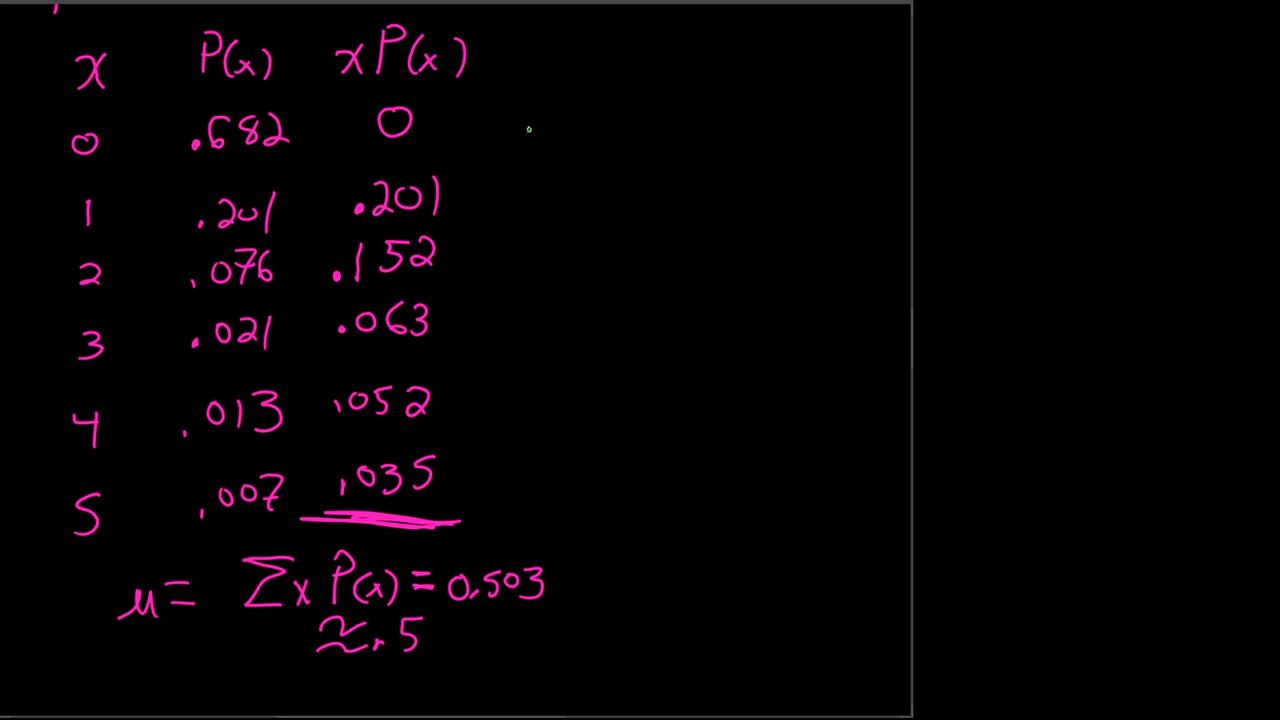 x P(x) xP(x)
0 .682 0
1 .201 .201
2 .076 .152
3 .021 .063
4 .013 .052
5 .007 .035
μ = Σx P(x) = 0.503
≈ .5